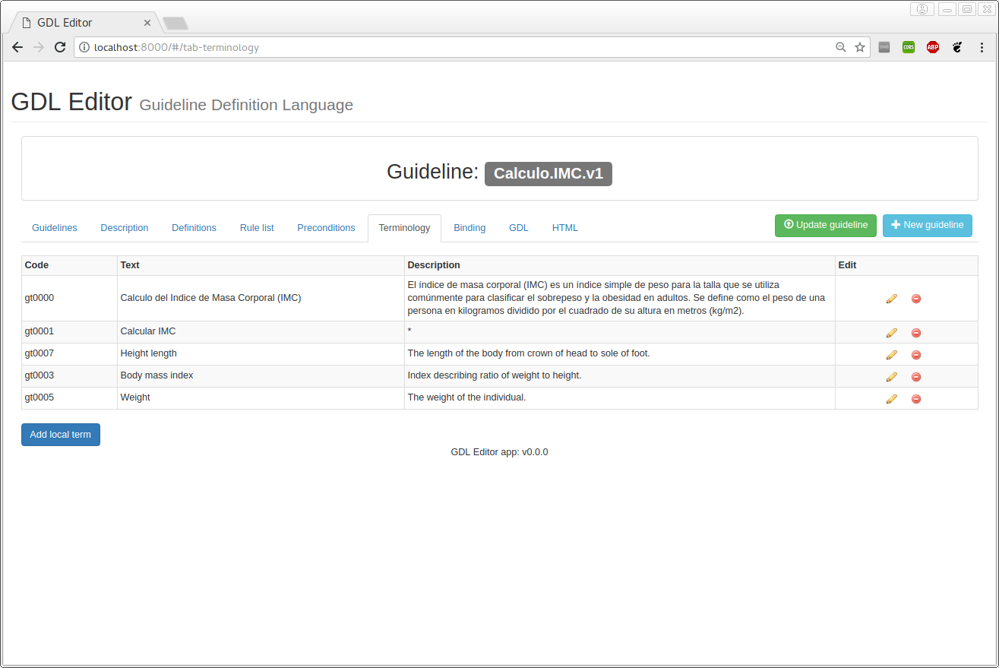 GDL Editor
localhost:8000/#/tab-terminology
CORS
ABP
GDL Editor Guideline Definition Language
Guideline: Calculo.IMC.v1
Guidelines Description Definitions Rule list Preconditions Terminology Binding GDL HTML Update guideline New guideline
Code Text Description Edit
gt0000 Calculo del Indice de Masa Corporal (IMC) El índice de masa corporal (IMC) es un índice simple de peso para la talla que se utiliza
comúnmente para clasificar el sobrepeso y la obesidad en adultos. Se define como el peso de una
persona en kilogramos dividido por el cuadrado de su altura en metros (kg/m2).
gt0001 Calcular IMC *
gt0007 Height length The length of the body from crown of head to sole of foot.
gt0003 Body mass index Index describing ratio of weight to height.
gt0005 Weight The weight of the individual.
Add local term
GDL Editor app: v0.0.0